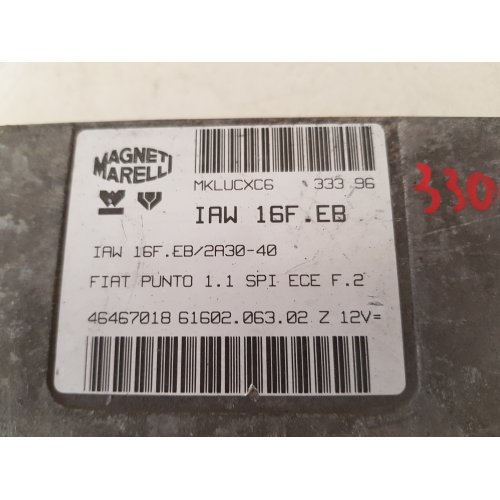 MAGNETI
MARELLI
MKLUCXC6 333 96
IAW 16F.EB
IAW 16F.EB/2A30-40
FIAT PUNTO 1.1 SPI ECE F.2
46467018 61602.063.02 Z 12V=
330